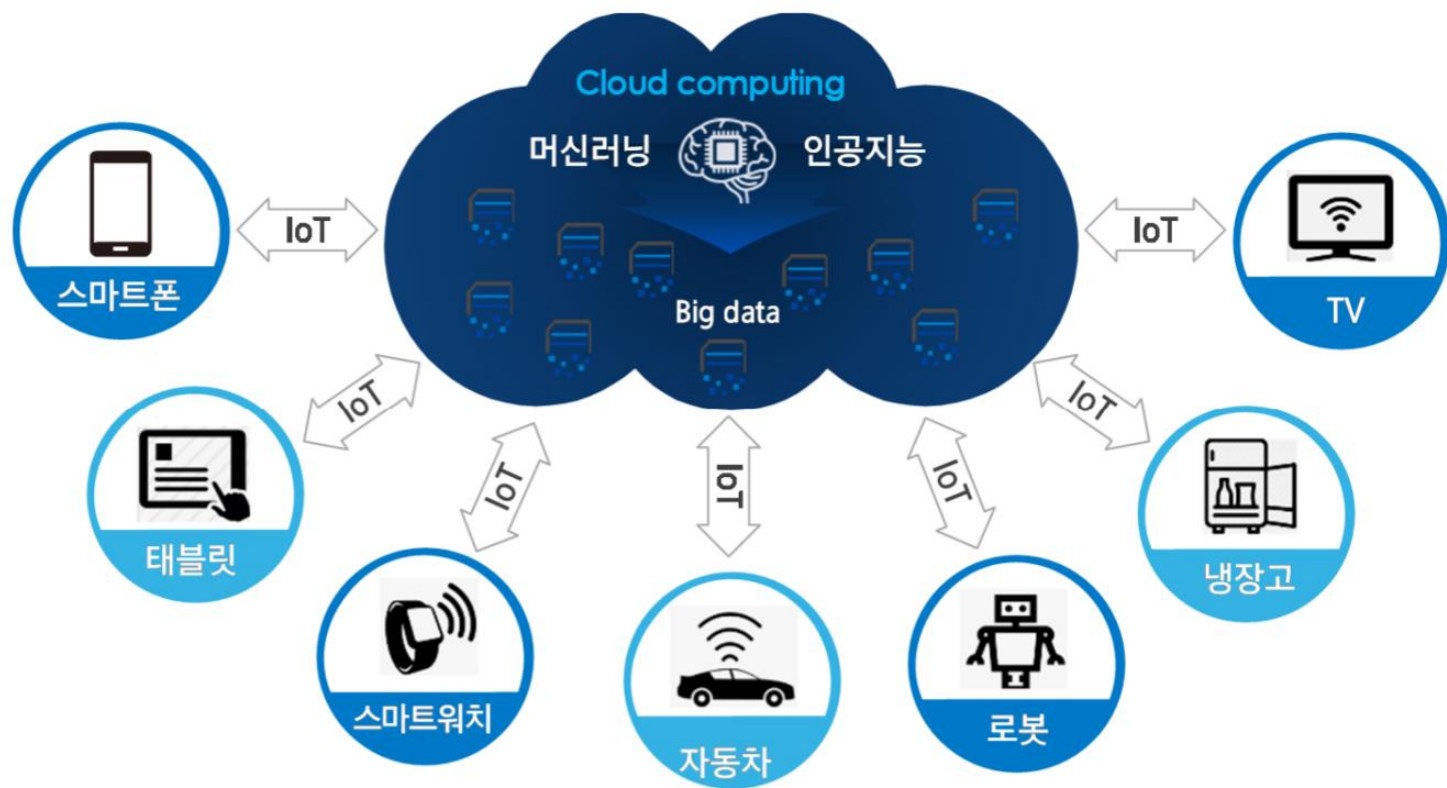 Cloud computing
머신러닝
인공지능
Big data
IoT
IoT
IoT
IoT
IoT
IoT
IoT
스마트폰
TV
태블릿
냉장고
스마트워치
자동차
로봇